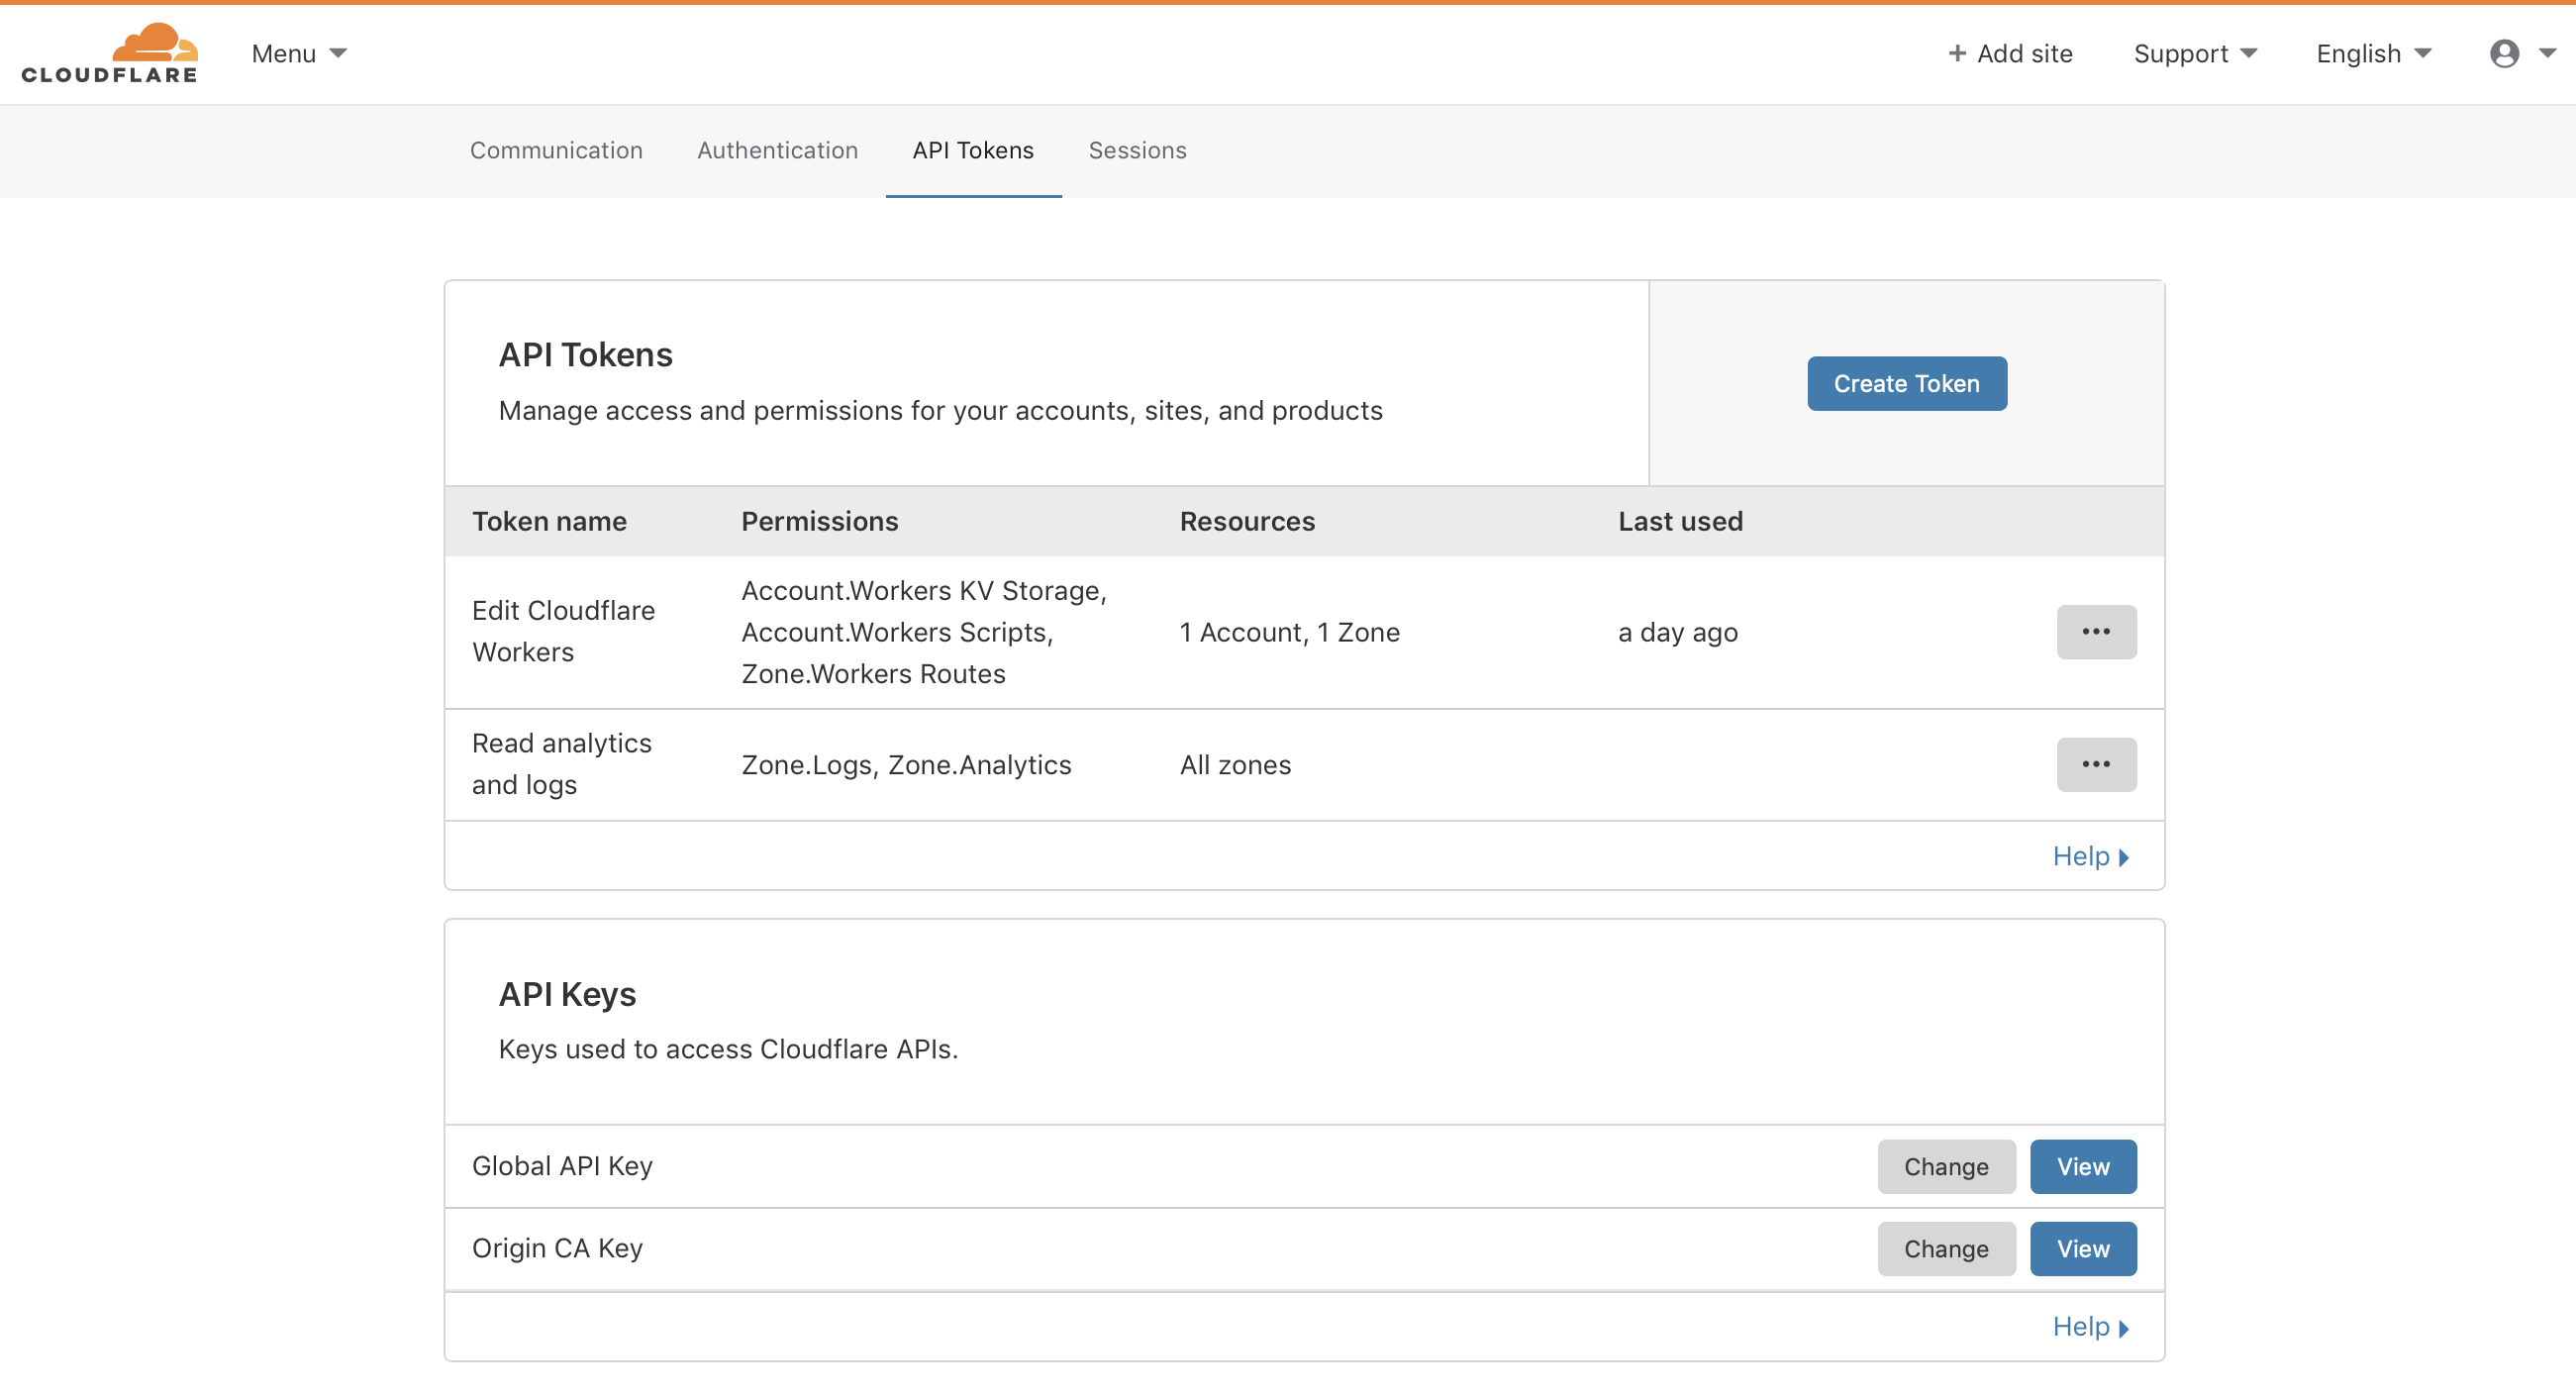 CLOUDFLARE
Menu
+ Add site
Support
English
Communication
Authentication
API Tokens
Sessions
API Tokens
Manage access and permissions for your accounts, sites, and products
Create Token
Token name
Permissions
Resources
Last used
Edit Cloudflare
Workers
Account.Workers KV Storage,
Account.Workers Scripts,
Zone.Workers Routes
1 Account, 1 Zone
a day ago
•••
Read analytics
and logs
Zone.Logs, Zone.Analytics
All zones
•••
Help
API Keys
Keys used to access Cloudflare APIs.
Global API Key
Change
View
Origin CA Key
Change
View
Help